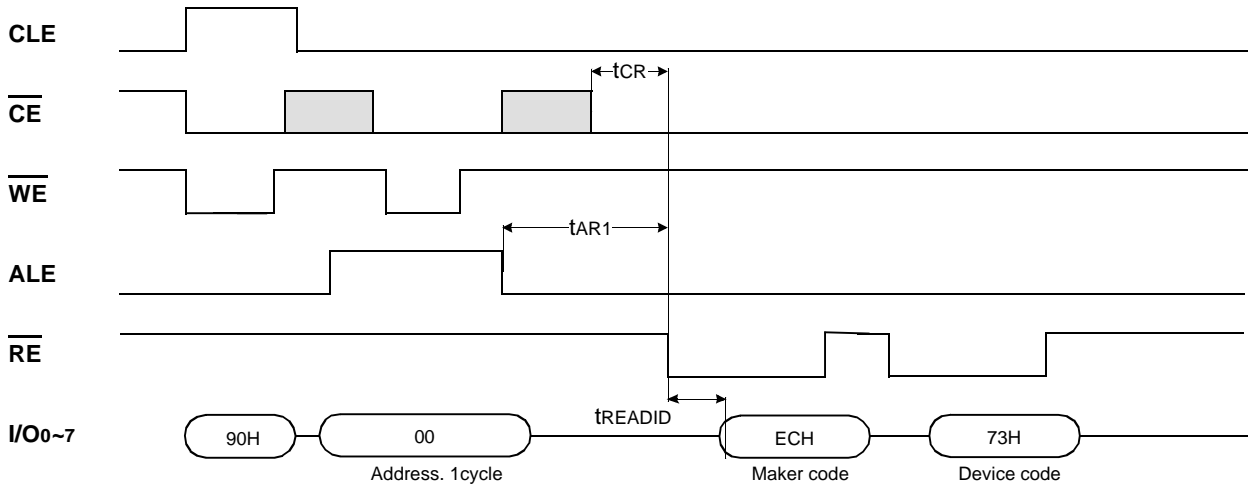 CLE
tCR
CE
WE
tAR1
ALE
RE
tREADID
I/O0~7
90H
00
ECH
73H
Address. 1cycle
Maker code
Device code